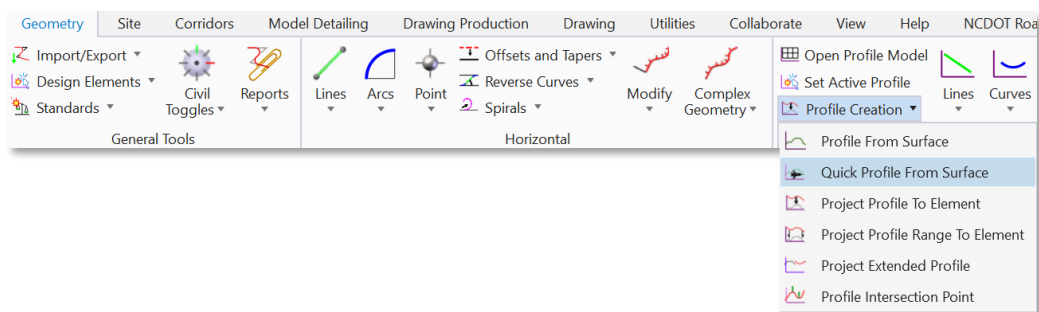 Geometry Site Corridors Model Detailing Drawing Production Drawing Utilities Collaborate View Help NCDOT Roa
Import/Export
Design Elements
Standards
Civil
Toggles
Reports
General Tools
Lines
Arcs
Point
Offsets and Tapers
Reverse Curves
Spirals
Modify
Complex
Geometry
Horizontal
Open Profile Model
Set Active Profile
Profile Creation
Lines
Curves
Profile From Surface
Quick Profile From Surface
Project Profile To Element
Project Profile Range To Element
Project Extended Profile
Profile Intersection Point